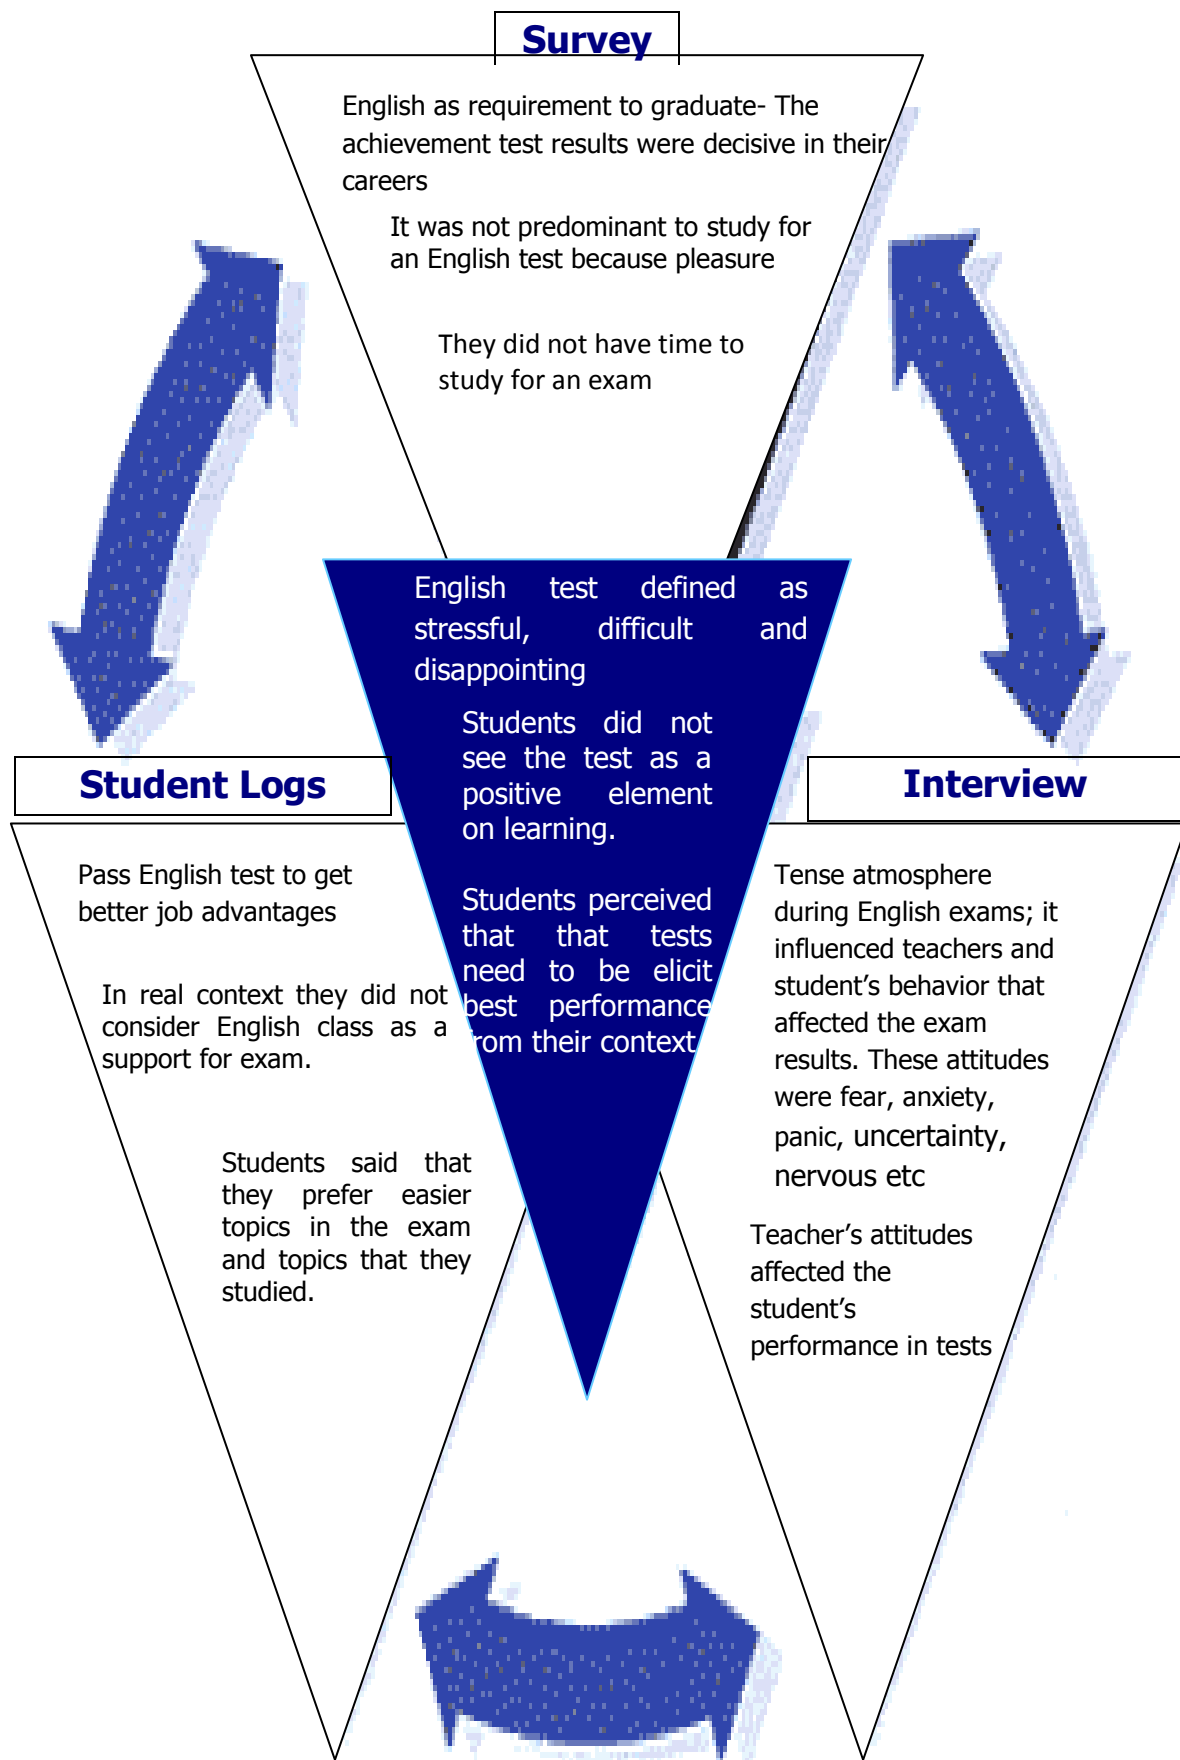 Survey
English as requirement to graduate- The
achievement test results were decisive in their
careers
It was not predominant to study for
an English test because pleasure
They did not have time to
study for an exam
English test defined as
stressful, difficult and
disappointing
Students did not
see the test as a
positive element
on learning.
Students perceived
that that tests
need to be elicit
best performance
from their context.
Student Logs
Pass English test to get
better job advantages
In real context they did not
consider English class as a
support for exam.
Students said that
they prefer easier
topics in the exam
and topics that they
studied.
Interview
Tense atmosphere
during English exams; it
influenced teachers and
student’s behavior that
affected the exam
results. These attitudes
were fear, anxiety,
panic, uncertainty,
nervous etc
Teacher’s attitudes
affected the
student’s
performance in tests